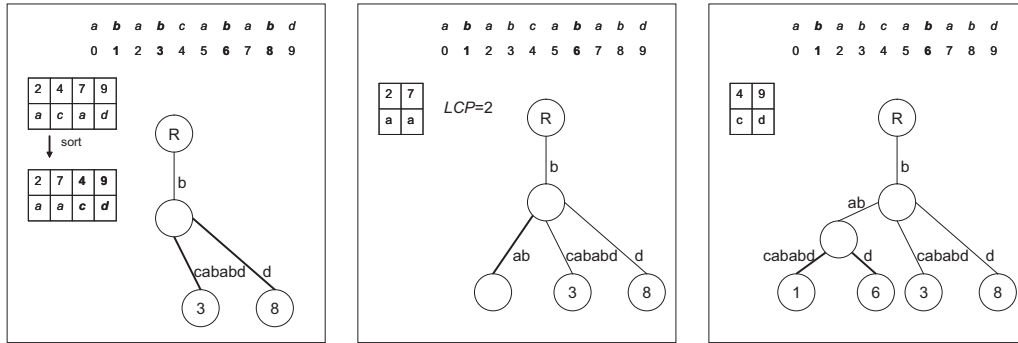 a b a b c a b a b d
0 1 2 3 4 5 6 7 8 9
2 4 7 9
a c a d
sort
2 7 4 9
a a c d
R
b
cababd d
3 8
a b a b c a b a b d
0 1 2 3 4 5 6 7 8 9
2 7
a a
LCP=2
R
b
ab cababd d
3 8
a b a b c a b a b d
0 1 2 3 4 5 6 7 8 9
4 9
c d
R
b
ab
cababd d cababd d
1 6 3 8